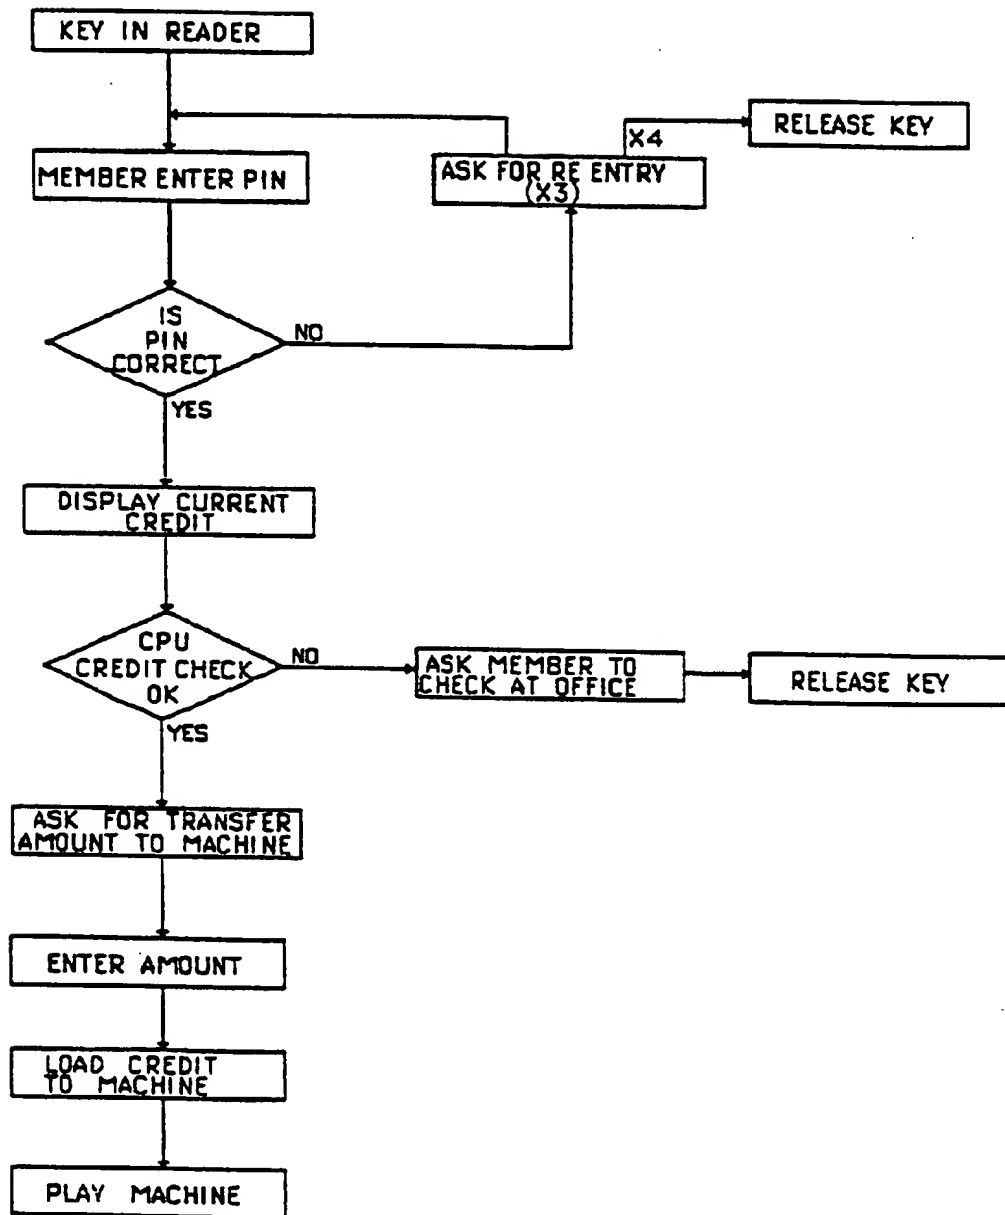 KEY IN READER
RELEASE KEY
X4
MEMBER ENTER PIN
ASK FOR RE ENTRY
(X3)
IS
PIN
CORRECT
NO
YES
DISPLAY CURRENT
CREDIT
CPU
CREDIT CHECK
OK
NO
ASK MEMBER TO
CHECK AT OFFICE
RELEASE KEY
YES
ASK FOR TRANSFER
AMOUNT TO MACHINE
ENTER AMOUNT
LOAD CREDIT
TO MACHINE
PLAY MACHINE